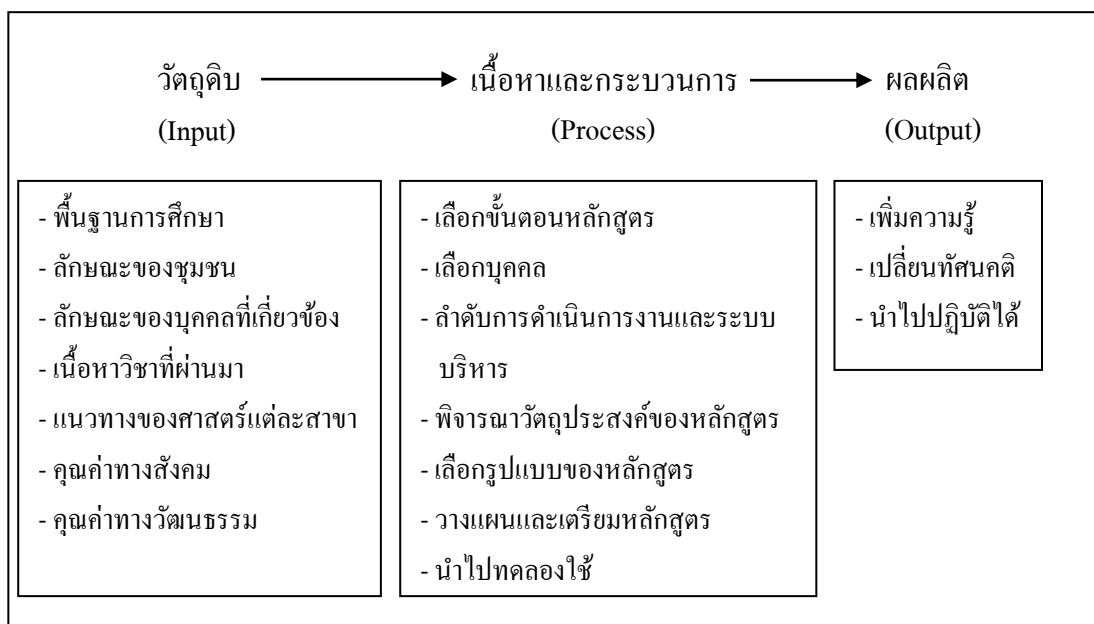 วัตถุดิบ
(Input)
เนื้อหาและกระบวนการ
(Process)
ผลผลิต
(Output)
- พื้นฐานการศึกษา
- ลักษณะของชุมชน
- ลักษณะของบุคคลที่เกี่ยวข้อง
- เนื้อหาวิชาที่ผ่านมา
- แนวทางของศาสตร์แต่ละสาขา
- คุณค่าทางสังคม
- คุณค่าทางวัฒนธรรม
- เลือกขั้นตอนหลักสูตร
- เลือกบุคคล
- ลำดับการดำเนินการงานและระบบ
บริหาร
- พิจารณาวัตถุประสงค์ของหลักสูตร
- เลือกรูปแบบของหลักสูตร
- วางแผนและเตรียมหลักสูตร
- นำไปทดลองใช้
- เพิ่มความรู้
- เปลี่ยนทัศนคติ
- นำไปปฏิบัติได้